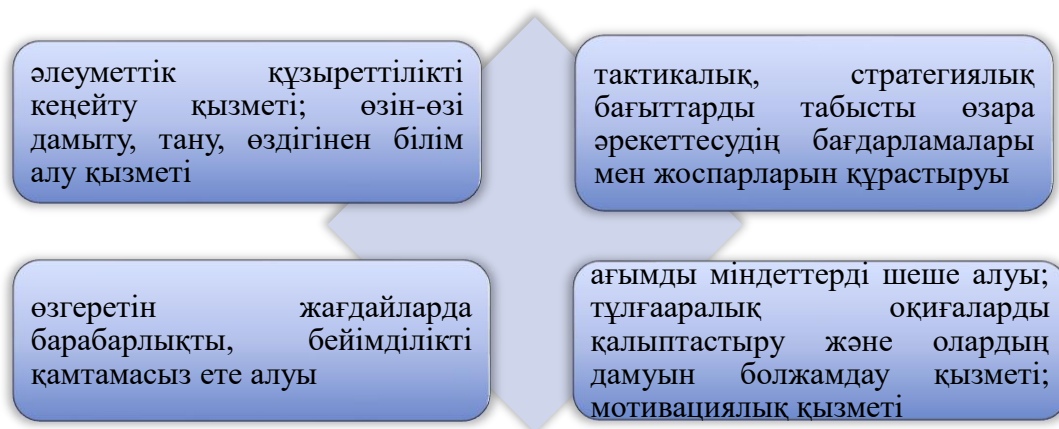 әлеуметтік құзыреттілікті
кеңейту қызметі; өзін-өзі
дамыту, тану, өздігінен білім
алу қызметі
тактикалық, стратегиялық
бағыттарды табысты өзара
әрекеттесудің бағдарламалары
мен жоспарларын құрастыруы
өзгеретін жағдайларда
барабарлықты, бейімділікті
қамтамасыз ете алуы
ағымды міндеттерді шеше алуы;
тұлғааралық оқиғаларды
қалыптастыру және олардың
дамуын болжамдау қызметі;
мотивациялық қызметі